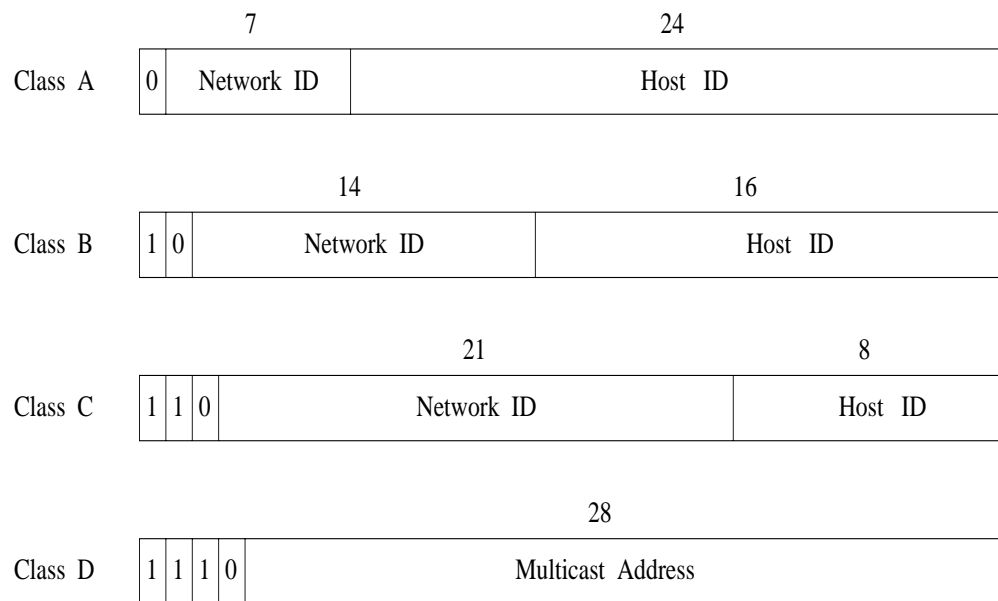 7 24
Class A 0 Network ID Host ID
14 16
Class B 1 0 Network ID Host ID
21 8
Class C 1 1 0 Network ID Host ID
28
Class D 1 1 1 0 Multicast Address